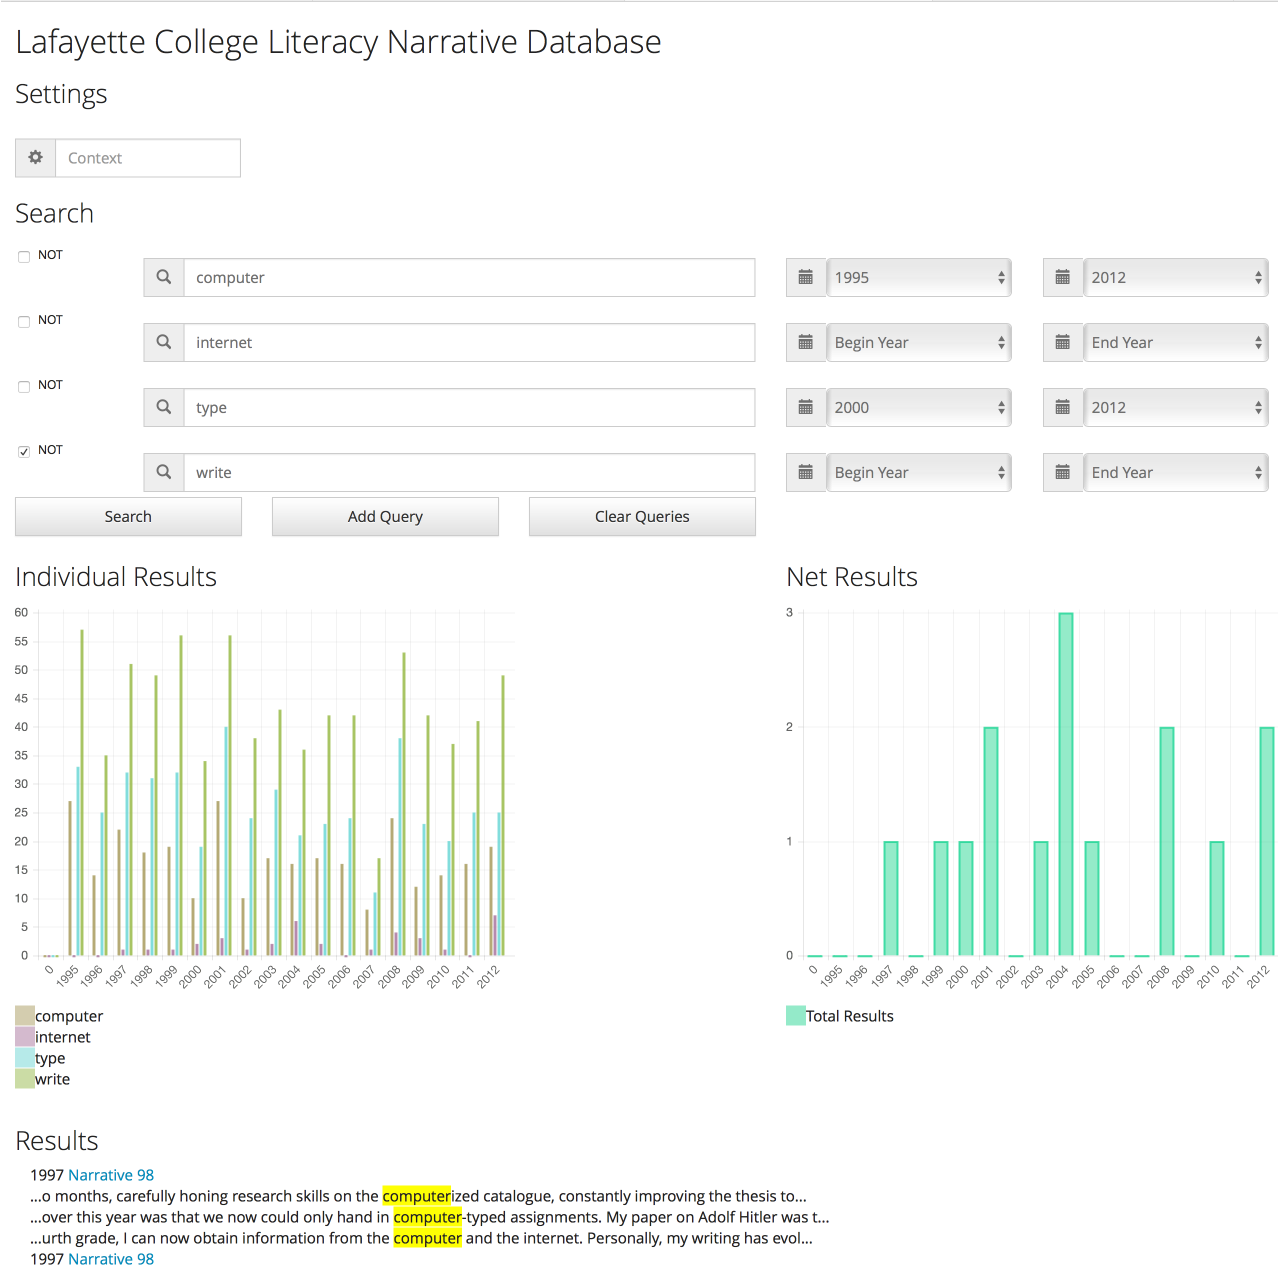 Lafayette College Literacy Narrative Database
Settings
Context
Search
NOT
computer 1995 2012
NOT
internet Begin Year End Year
NOT
type 2000 2012
NOT
write Begin Year End Year
Search Add Query Clear Queries
Individual Results
60
55
50
45
40
35
30
25
20
15
10
5
0
0 1995 1996 1997 1998 1999 2000 2001 2002 2003 2004 2005 2006 2007 2008 2009 2010 2011 2012
computer
internet
type
write
Net Results
3
2
1
0
0 1995 1996 1997 1998 1999 2000 2001 2002 2003 2004 2005 2006 2007 2008 2009 2010 2011 2012
Total Results
Results
1997 Narrative 98
...o months, carefully honing research skills on the computerized catalogue, constantly improving the thesis to...
...over this year was that we now could only hand in computer-typed assignments. My paper on Adolf Hitler was t...
...urth grade, I can now obtain information from the computer and the internet. Personally, my writing has evol...
1997 Narrative 98